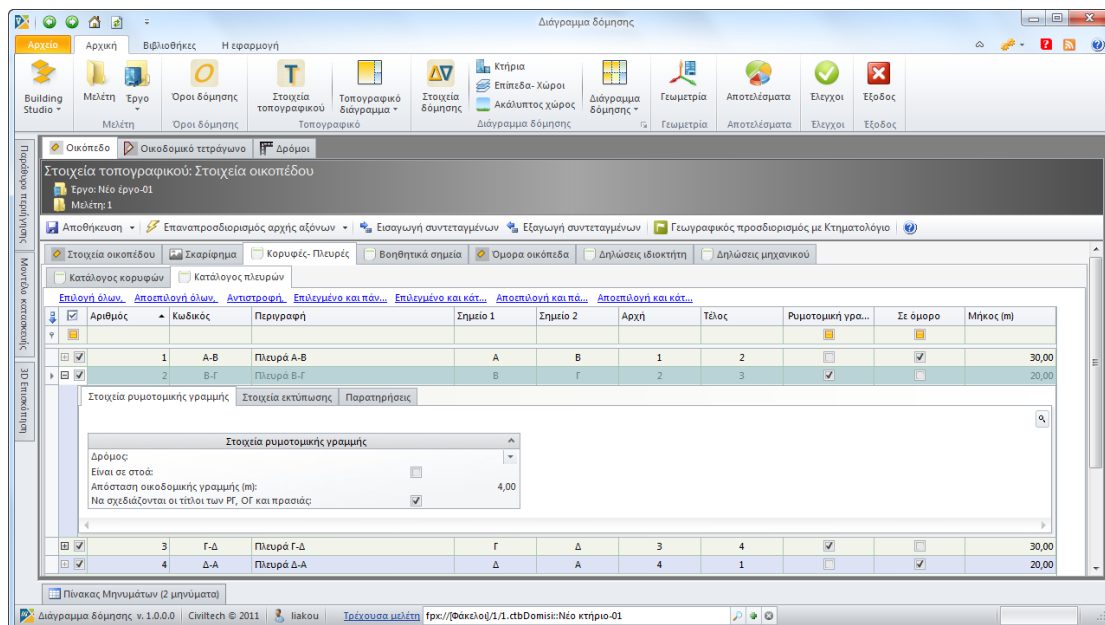 Διάγραμμα δόμησης
Αρχείο Αρχική Βιβλιοθήκες Η εφαρμογή
Building Studio Μελέτη Έργο Όροι δόμησης Στοιχεία τοπογραφικού Τοπογραφικό διάγραμμα Στοιχεία δόμησης Κτήρια Επίπεδα- Χώροι Ακάλυπτος χώρος Διάγραμμα δόμησης Γεωμετρία Αποτελέσματα Έλεγχοι Έξοδος
Μελέτη Όροι δόμησης Τοπογραφικό Διάγραμμα δόμησης Γεωμετρία Αποτελέσματα Έλεγχοι Έξοδος
Παράθυρο περιήγησης
Μοντέλο κατασκευής
3D Επισκόπηση
Οικόπεδο Οικοδομικό τετράγωνο Δρόμοι
Στοιχεία τοπογραφικού: Στοιχεία οικοπέδου
Έργο: Νέο έργο-01
Μελέτη:1
Αποθήκευση Επαναπροσδιορισμός αρχής αξόνων Εισαγωγή συντεταγμένων Εξαγωγή συντεταγμένων Γεωγραφικός προσδιορισμός με Κτηματολόγιο
Στοιχεία οικοπέδου Σκαρίφημα Κορυφές- Πλευρές Βοηθητικά σημεία Όμορα οικόπεδα Δηλώσεις ιδιοκτήτη Δηλώσεις μηχανικού
Κατάλογος κορυφών Κατάλογος πλευρών
Επιλογή όλων, Αποεπιλογή όλων, Αντιστροφή, Επιλεγμένο και πάν... Επιλεγμένο και κάτ... Αποεπιλογή και πά... Αποεπιλογή και κάτ...
Αριθμός Κωδικός Περιγραφή Σημείο 1 Σημείο 2 Αρχή Τέλος Ρυμοτομική γρα... Σε όμορο Μήκος (m)
1 Α-Β Πλευρά Α-Β Α Β 1 2 30,00
2 Β-Γ Πλευρά Β-Γ Β Γ 2 3 20,00
Στοιχεία ρυμοτομικής γραμμής Στοιχεία εκτύπωσης Παρατηρήσεις
Στοιχεία ρυμοτομικής γραμμής
Δρόμος:
Είναι σε στοά:
Απόσταση οικοδομικής γραμμής (m): 4,00
Να σχεδιάζονται οι τίτλοι των ΡΓ, ΟΓ και πρασιάς:
3 Γ-Δ Πλευρά Γ-Δ Γ Δ 3 4 30,00
4 Δ-Α Πλευρά Δ-Α Δ Α 4 1 20,00
Πίνακας Μηνυμάτων (2 μηνύματα)
Διάγραμμα δόμησης v. 1.0.0.0 Civiltech © 2011 liakou Τρέχουσα μελέτη fpx://[Φάκελοι]/1/1.ctbDomisi::Νέο κτήριο-01